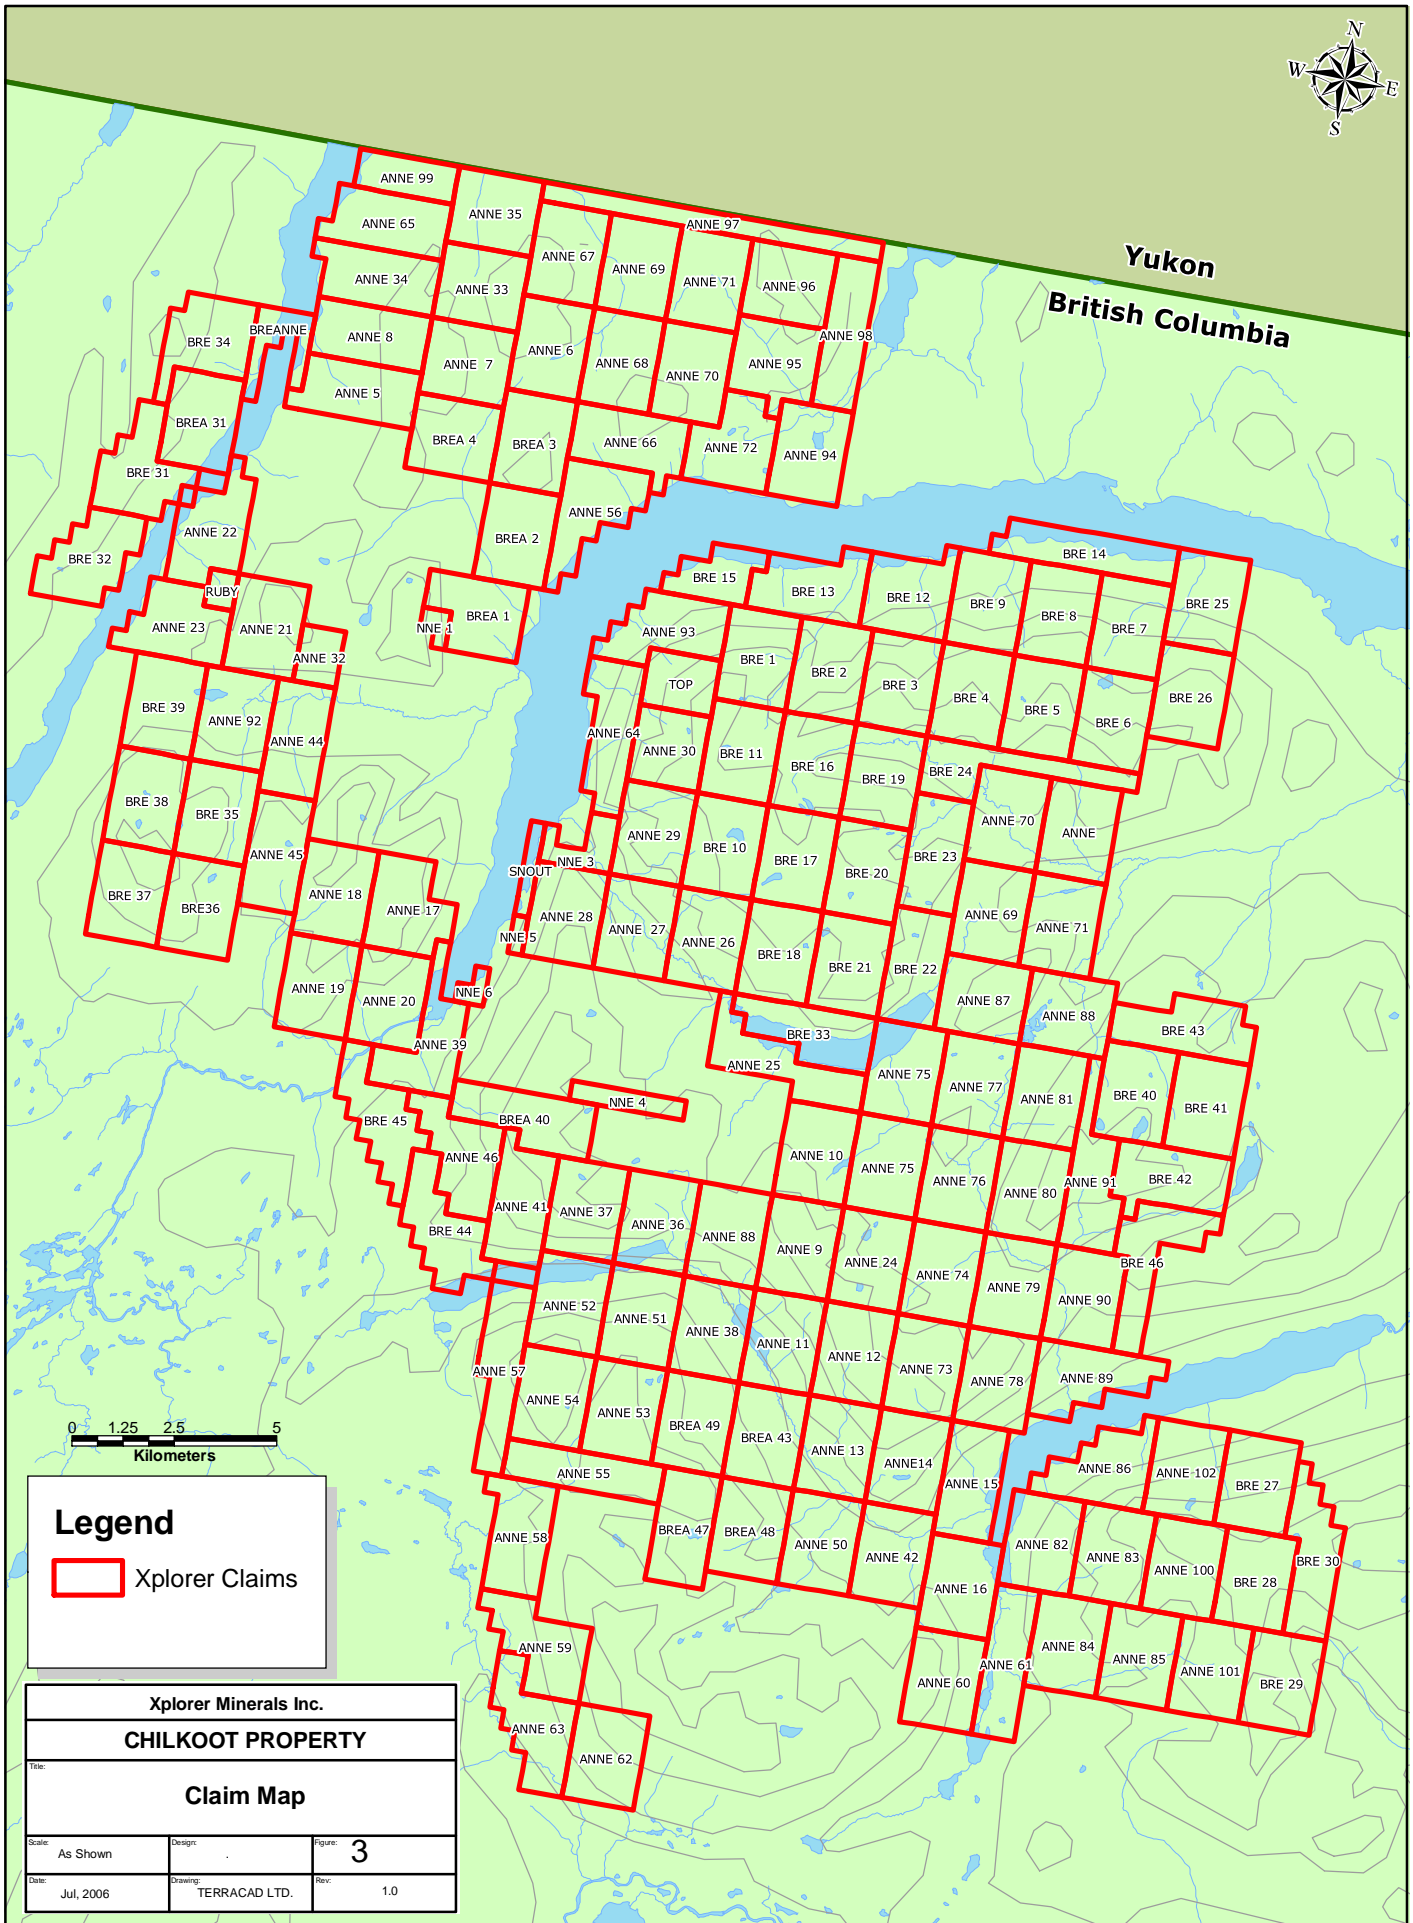 N
W
E
S
Yukon
British Columbia
ANNE 99
ANNE 65
ANNE 35
ANNE 97
ANNE 67
ANNE 69
ANNE 71
ANNE 96
ANNE 34
ANNE 33
ANNE 98
BREANNE
BRE 34
ANNE 8
ANNE 7
ANNE 6
ANNE 68
ANNE 70
ANNE 95
ANNE 5
BREA 31
BREA 4
BREA 3
ANNE 66
ANNE 72
ANNE 94
BRE 31
ANNE 56
ANNE 22
BREA 2
BRE 32
RUBY
ANNE 23
ANNE 21
ANNE 32
NNE 1
BREA 1
BRE 14
BRE 15
BRE 13
BRE 12
BRE 9
BRE 8
BRE 7
BRE 25
ANNE 93
BRE 1
BRE 2
BRE 3
BRE 4
BRE 5
BRE 6
BRE 26
TOP
BRE 39
ANNE 92
ANNE 44
ANNE 64
ANNE 30
BRE 11
BRE 16
BRE 19
BRE 24
BRE 38
BRE 35
ANNE 45
ANNE 29
BRE 10
BRE 17
BRE 20
BRE 23
ANNE 70
ANNE
SNOUT
NNE 3
BRE 37
BRE36
ANNE 18
ANNE 17
NNE 5
ANNE 28
ANNE 27
ANNE 26
BRE 18
BRE 21
BRE 22
ANNE 69
ANNE 71
ANNE 19
ANNE 20
NNE 6
ANNE 39
ANNE 87
ANNE 88
BRE 43
BRE 33
ANNE 25
ANNE 75
ANNE 77
ANNE 81
BRE 40
BRE 41
BRE 45
BREA 40
NNE 4
ANNE 46
ANNE 10
ANNE 75
ANNE 76
ANNE 80
ANNE 91
BRE 42
BRE 44
ANNE 41
ANNE 37
ANNE 36
ANNE 88
ANNE 9
ANNE 24
ANNE 74
ANNE 79
ANNE 90
BRE 46
ANNE 52
ANNE 51
ANNE 38
ANNE 11
ANNE 12
ANNE 73
ANNE 78
ANNE 89
ANNE 57
ANNE 54
ANNE 53
BREA 49
BREA 43
ANNE 13
ANNE14
ANNE 15
ANNE 86
ANNE 102
BRE 27
ANNE 55
ANNE 58
BREA 47
BREA 48
ANNE 50
ANNE 42
ANNE 16
ANNE 82
ANNE 83
ANNE 100
BRE 28
BRE 30
ANNE 59
ANNE 60
ANNE 61
ANNE 84
ANNE 85
ANNE 101
BRE 29
ANNE 63
ANNE 62
0 1.25 2.5 5
Kilometers
Legend
Xplorer Claims
Xplorer Minerals Inc.
CHILKOOT PROPERTY
Title:
Claim Map
Scale:
As Shown
Design:
.
Figure:
3
Date:
Jul, 2006
Drawing:
TERRACAD LTD.
Rev:
1.0